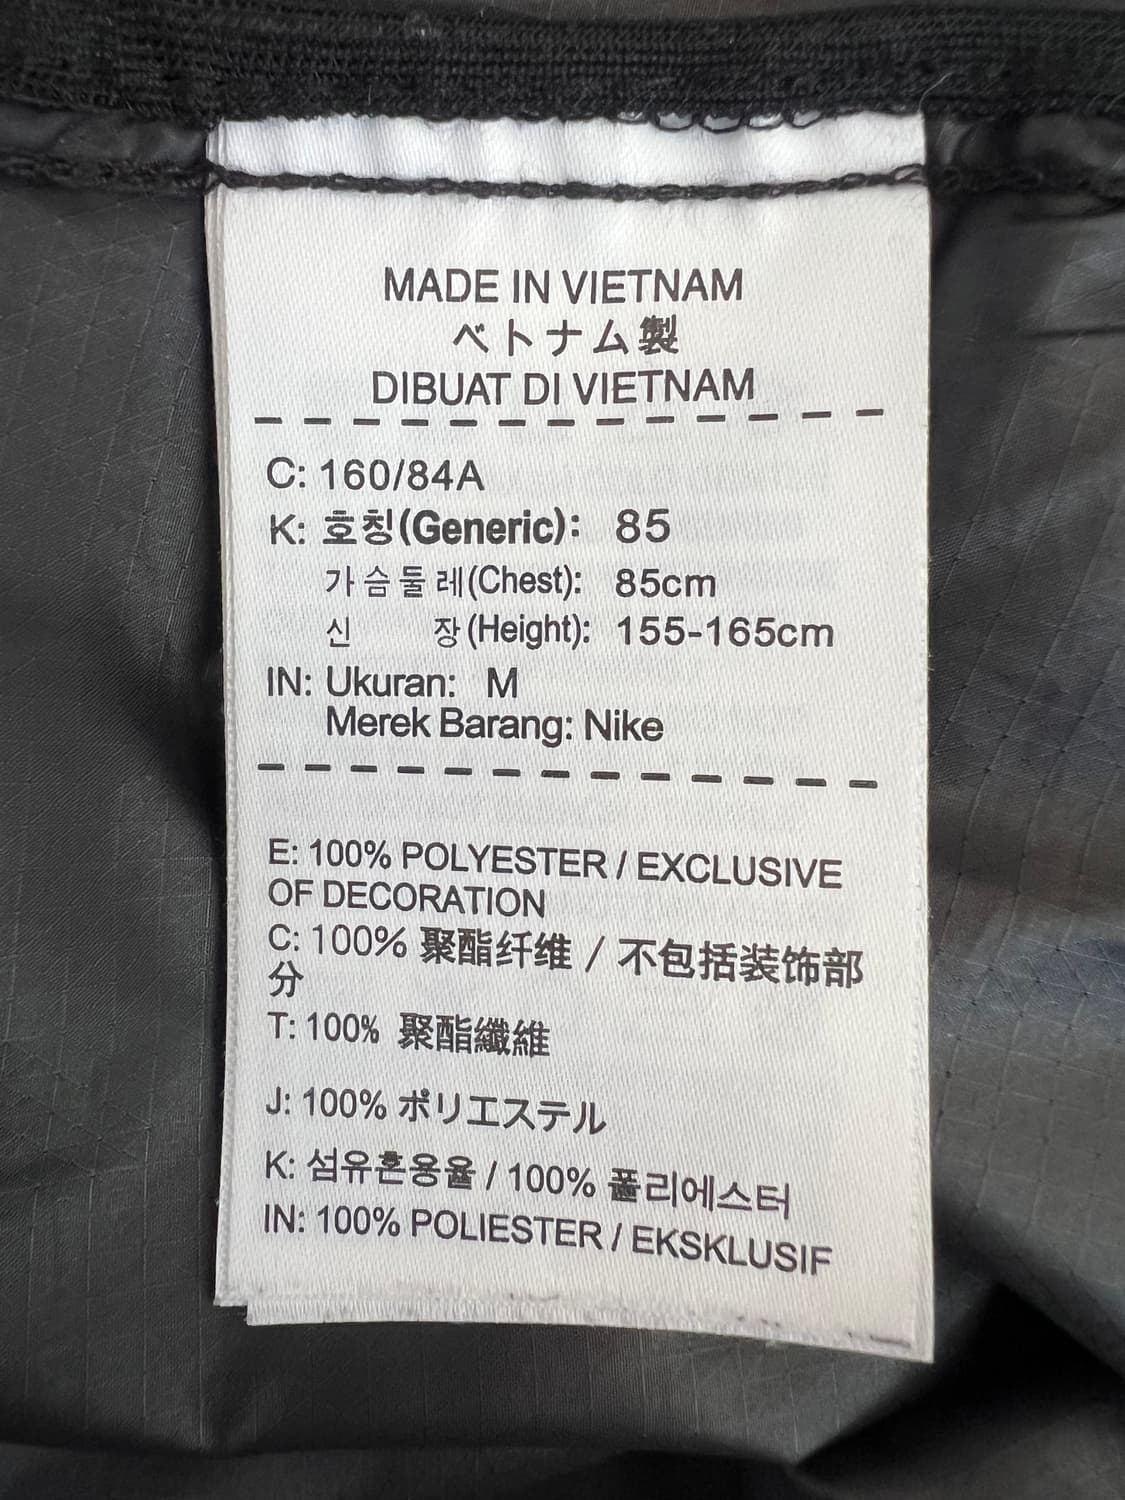 MADE IN VIETNAM
ベトナム製
DIBUAT DI VIETNAM
C: 160/84A
K: 호칭(Generic): 85
가슴둘레(Chest): 85cm
신 장(Height): 155-165cm
IN: Ukuran: M
Merek Barang: Nike
E: 100% POLYESTER / EXCLUSIVE
OF DECORATION
C: 100% 聚酯纤维 / 不包括装饰部
分
T: 100% 聚酯纖維
J: 100% ポリエステル
K: 섬유혼용율 / 100% 폴리에스터
IN: 100% POLIESTER / EKSKLUSIF